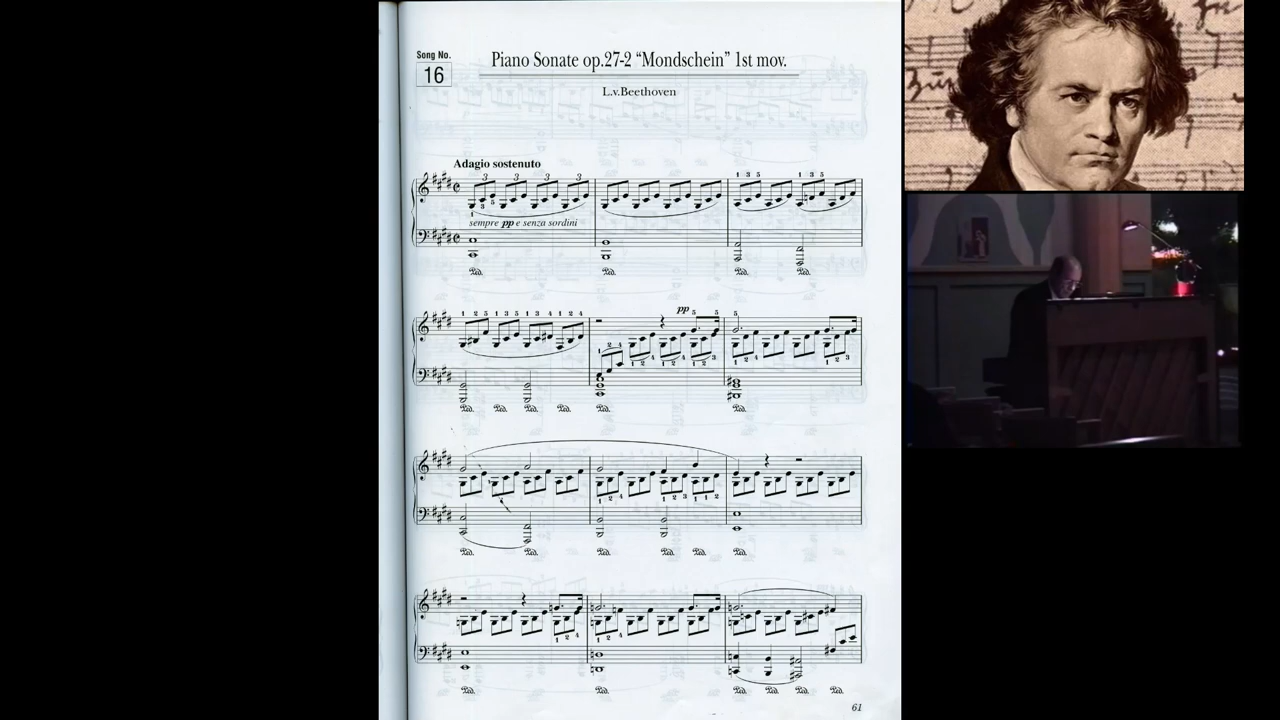 Song No.
16
Piano Sonate op.27-2 “Mondschein” 1st mov.
L.v.Beethoven
Adagio sostenuto
sempre pp e senza sordini
pp
61